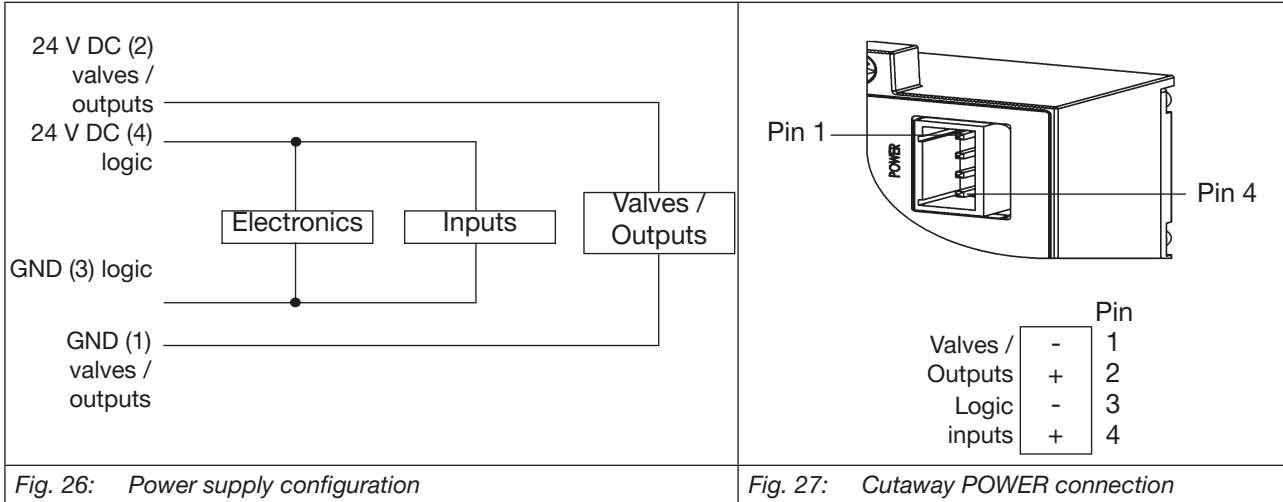 24 V DC (2)
valves /
outputs
24 V DC (4)
logic
Electronics
Inputs
Valves /
Outputs
GND (3) logic
GND (1)
valves /
outputs
Fig. 26: Power supply configuration
Pin 1
POWER
Pin 4
Pin
Valves / - 1
Outputs + 2
Logic - 3
inputs + 4
Fig. 27: Cutaway POWER connection